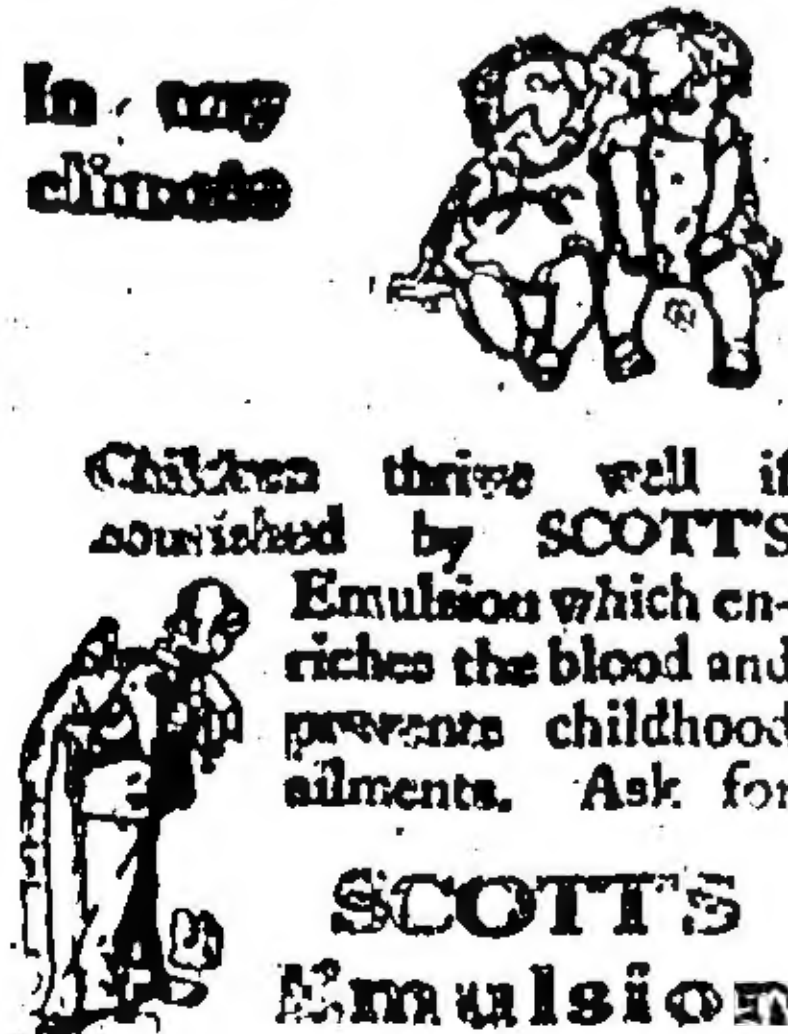 In any
climate
Children thrive well if
nourished by SCOTT'S
Emulsion which en-
riches the blood and
prevents childhood
ailments. Ask for
SCOTT'S
Emulsion